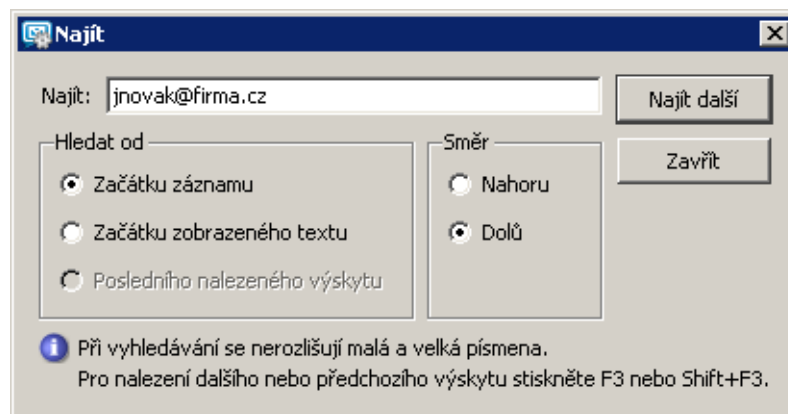 Najít
Najít: jnovak@firma.cz
Najít další
Hledat od
Směr
Zavřít
Začátku záznamu
Nahoru
Začátku zobrazeného textu
Dolů
Posledního nalezeného výskytu
Při vyhledávání se nerozlišují malá a velká písmena.
Pro nalezení dalšího nebo předchozího výskytu stiskněte F3 nebo Shift+F3.